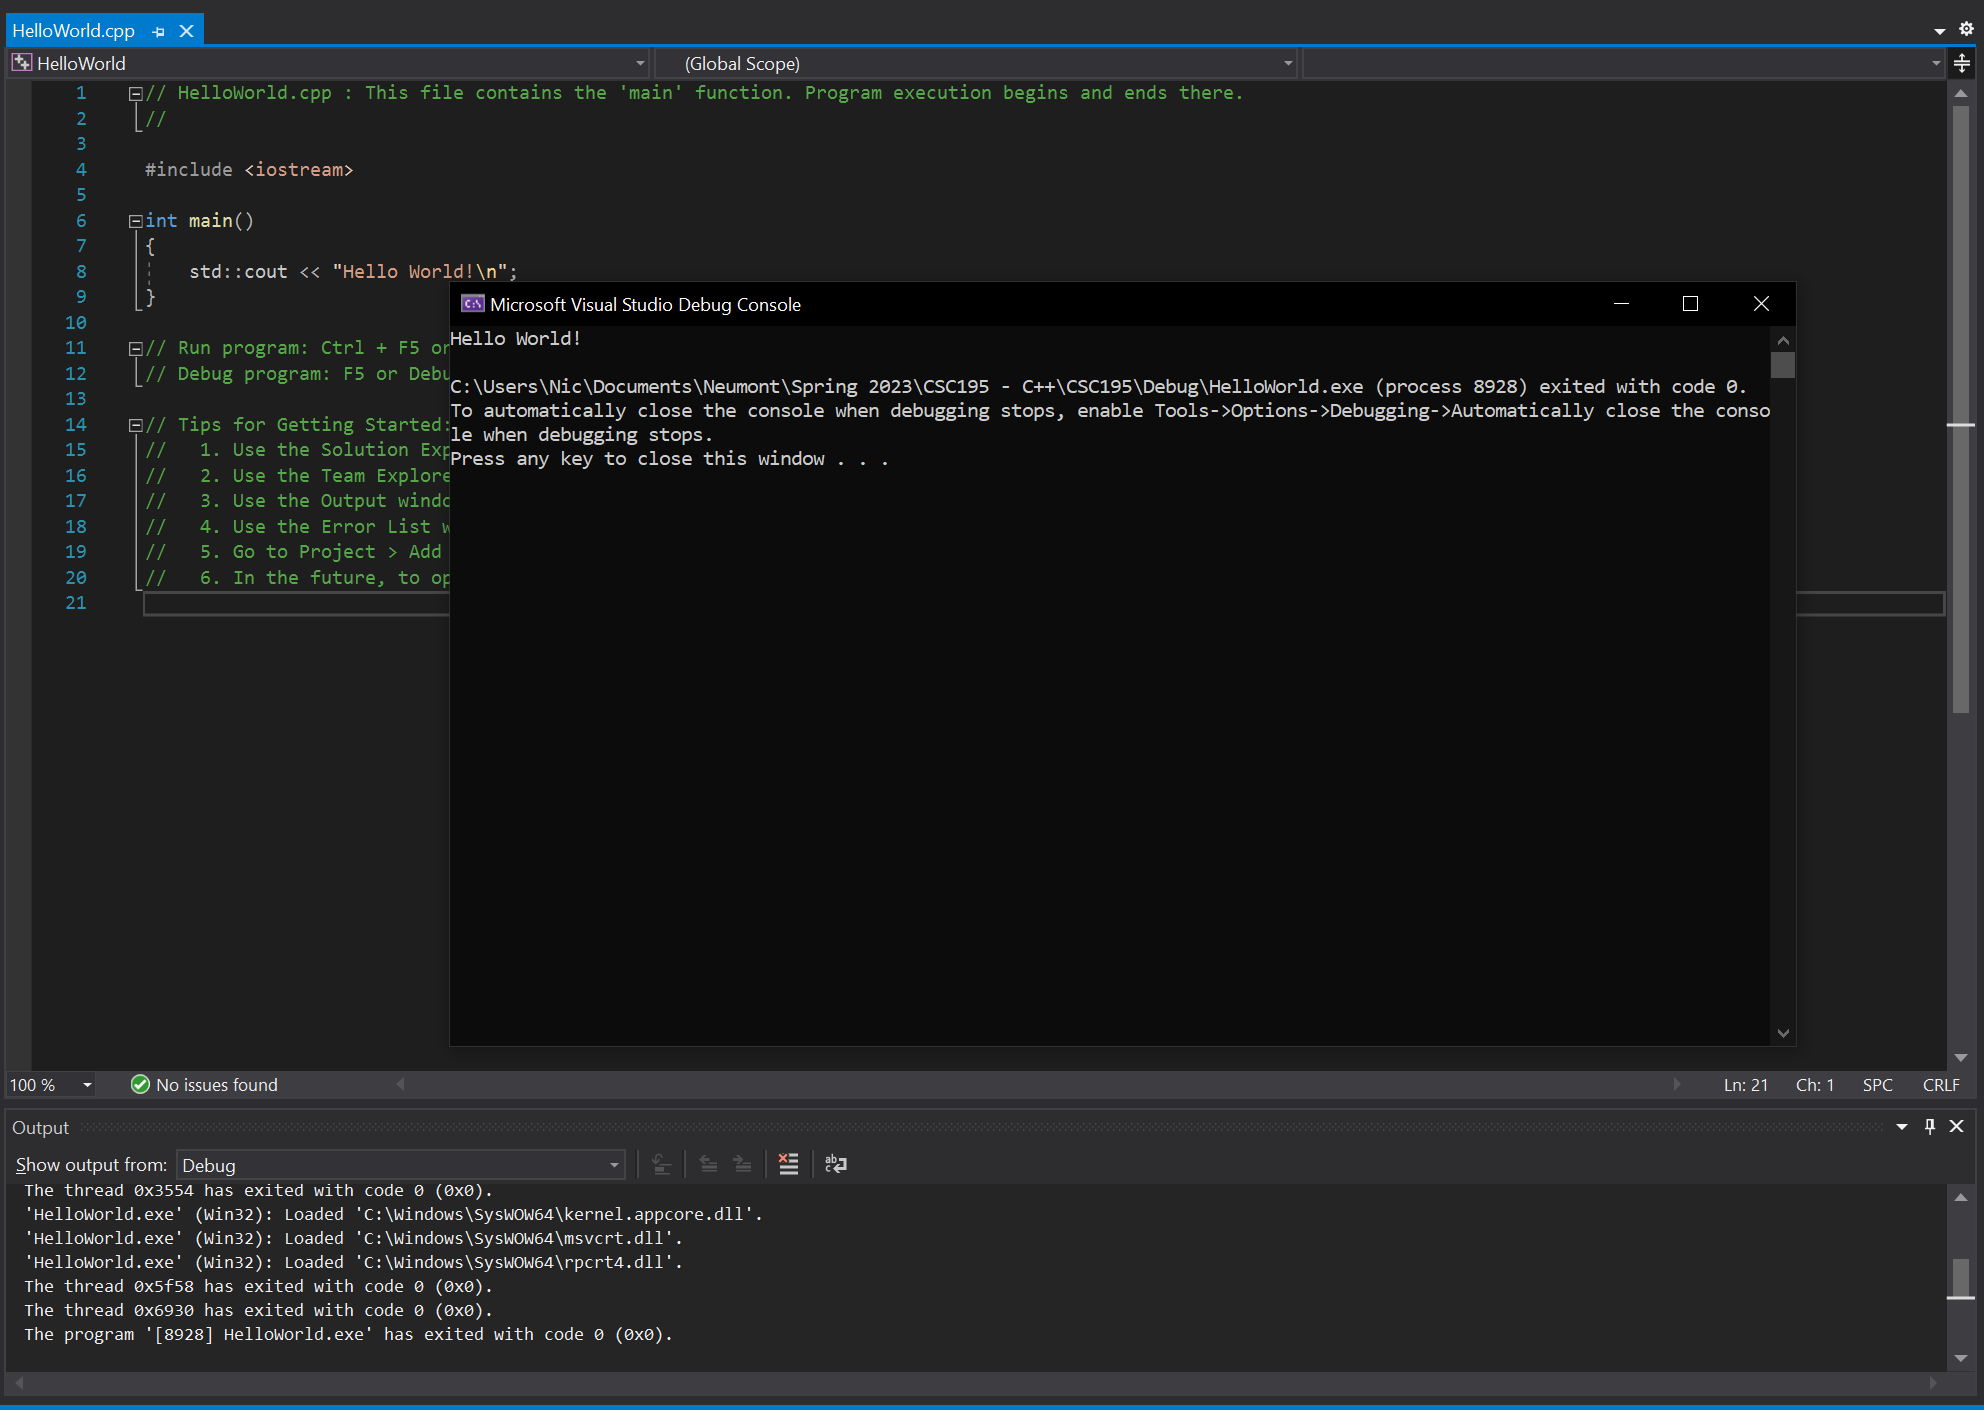 HelloWorld.cpp
HelloWorld
(Global Scope)
1 // HelloWorld.cpp : This file contains the 'main' function. Program execution begins and ends there.
2 //
3
4 #include <iostream>
5
6 int main()
7 {
8 std::cout << "Hello World!\n";
9 }
10
11 // Run program: Ctrl + F5 or
12 // Debug program: F5 or Debu
13
14 // Tips for Getting Started:
15 // 1. Use the Solution Exp
16 // 2. Use the Team Explore
17 // 3. Use the Output windo
18 // 4. Use the Error List w
19 // 5. Go to Project > Add
20 // 6. In the future, to op
21
Microsoft Visual Studio Debug Console
Hello World!
C:\Users\Nic\Documents\Neumont\Spring 2023\CSC195 - C++\CSC195\Debug\HelloWorld.exe (process 8928) exited with code 0.
To automatically close the console when debugging stops, enable Tools->Options->Debugging->Automatically close the conso
le when debugging stops.
Press any key to close this window . . .
100 % No issues found Ln: 21 Ch: 1 SPC CRLF
Output
Show output from: Debug
The thread 0x3554 has exited with code 0 (0x0).
'HelloWorld.exe' (Win32): Loaded 'C:\Windows\SysWOW64\kernel.appcore.dll'.
'HelloWorld.exe' (Win32): Loaded 'C:\Windows\SysWOW64\msvcrt.dll'.
'HelloWorld.exe' (Win32): Loaded 'C:\Windows\SysWOW64\rpcrt4.dll'.
The thread 0x5f58 has exited with code 0 (0x0).
The thread 0x6930 has exited with code 0 (0x0).
The program '[8928] HelloWorld.exe' has exited with code 0 (0x0).